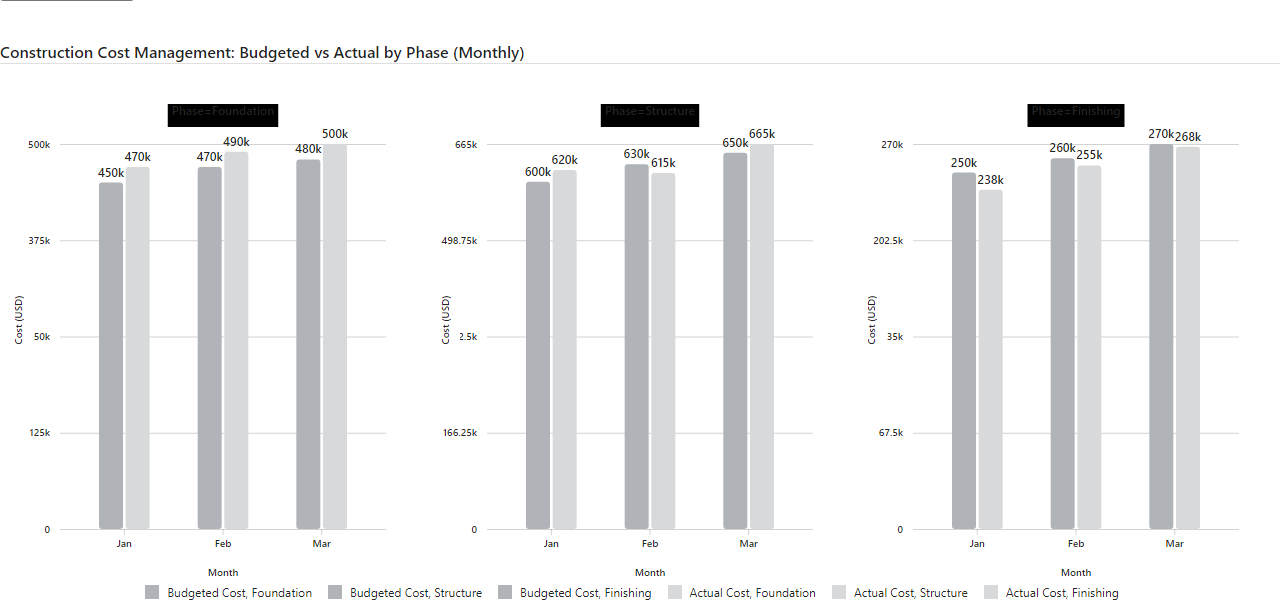 Construction Cost Management: Budgeted vs Actual by Phase (Monthly)
Phase=Foundation
500k
375k
50k
125k
0
Cost (USD)
450k
470k
470k
490k
480k
500k
Jan
Feb
Mar
Month
Phase=Structure
665k
498.75k
2.5k
166.25k
0
Cost (USD)
600k
620k
630k
615k
650k
665k
Jan
Feb
Mar
Month
Phase=Finishing
270k
202.5k
35k
67.5k
0
Cost (USD)
250k
238k
260k
255k
270k
268k
Jan
Feb
Mar
Month
Budgeted Cost, Foundation
Budgeted Cost, Structure
Budgeted Cost, Finishing
Actual Cost, Foundation
Actual Cost, Structure
Actual Cost, Finishing